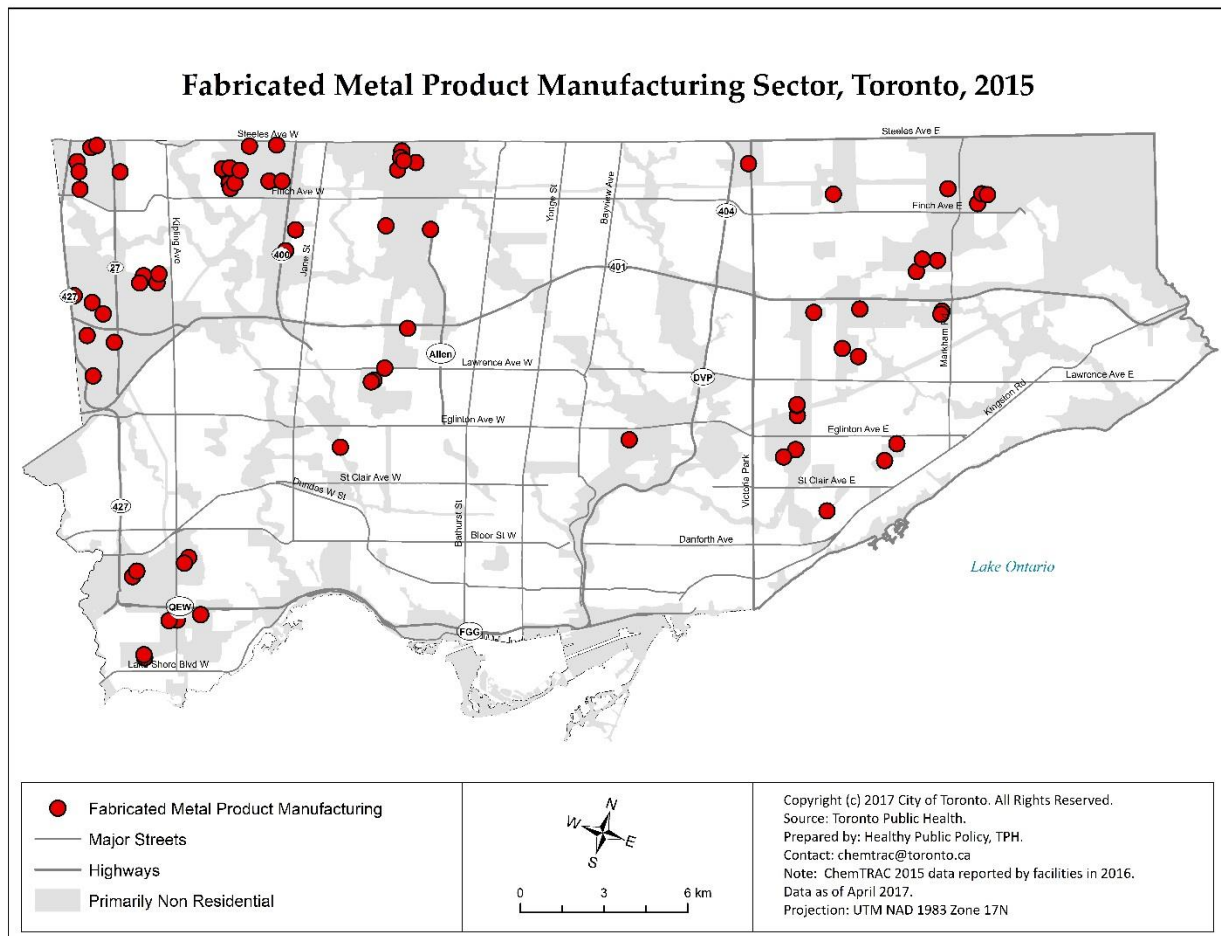 Fabricated Metal Product Manufacturing Sector, Toronto, 2015
Steeles Ave W
Steeles Ave E
Finch Ave W
Finch Ave E
Kipling Ave
Jane St
Yonge St
Bayview Ave
404
400
401
27
427
Allen
Lawrence Ave W
DVP
Markham
Kingston Rd
Lawrence Ave E
Eglinton Ave W
Eglinton Ave E
Victoria Park
St Clair Ave W
St Clair Ave E
Dundas W St
427
Bathurst St
Bloor St W
Danforth Ave
Lake Ontario
QEW
FGG
Lake Shore Blvd W
Fabricated Metal Product Manufacturing
Major Streets
Highways
Primarily Non Residential
N
W
E
S
0 3 6 km
Copyright (c) 2017 City of Toronto. All Rights Reserved.
Source: Toronto Public Health.
Prepared by: Healthy Public Policy, TPH.
Contact: chemtrac@toronto.ca
Note: ChemTRAC 2015 data reported by facilities in 2016.
Data as of April 2017.
Projection: UTM NAD 1983 Zone 17N